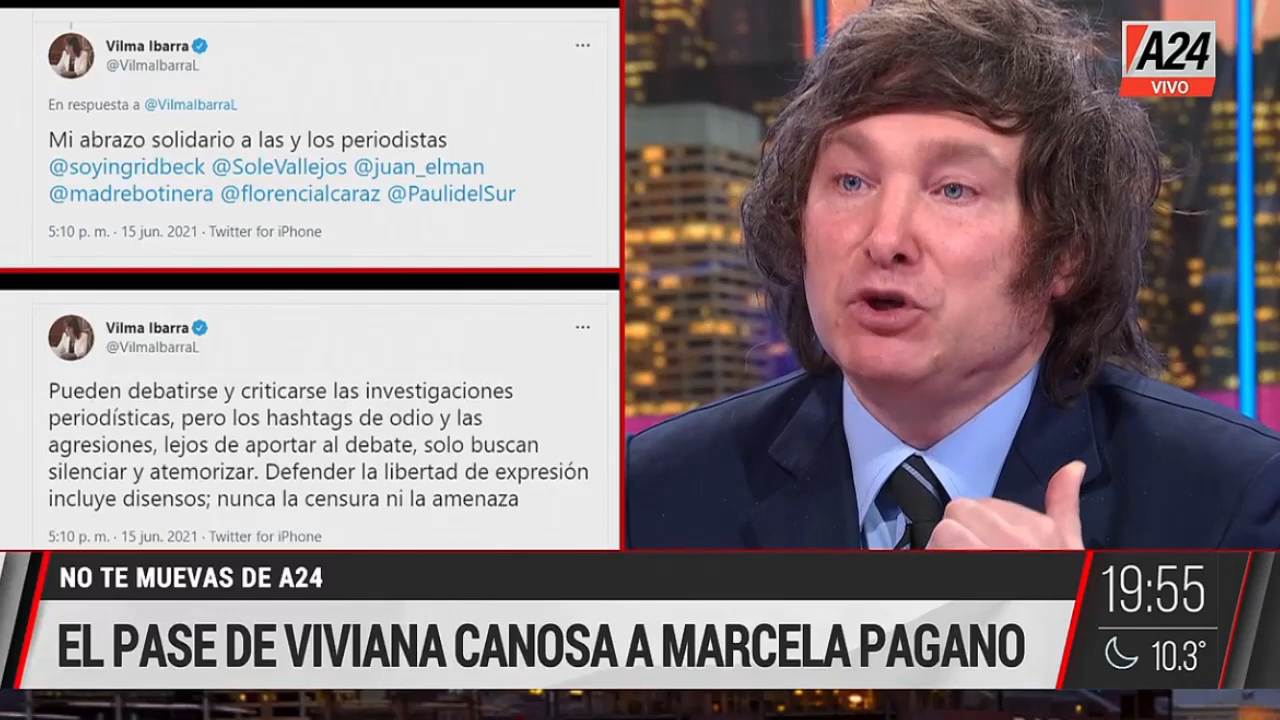 Vilma Ibarra
@VilmaIbarraL
En respuesta a @VilmaIbarraL
Mi abrazo solidario a las y los periodistas
@soyingridbeck @SoleVallejos @juan_elman
@madrebotinera @florencialcaraz @PaulidelSur
5:10 p. m. · 15 jun. 2021 · Twitter for iPhone
Vilma Ibarra
@VilmaIbarraL
Pueden debatirse y criticarse las investigaciones
periodísticas, pero los hashtags de odio y las
agresiones, lejos de aportar al debate, solo buscan
silenciar y atemorizar. Defender la libertad de expresión
incluye disensos; nunca la censura ni la amenaza
5:10 p. m. · 15 jun. 2021 · Twitter for iPhone
A24
VIVO
NO TE MUEVAS DE A24
EL PASE DE VIVIANA CANOSA A MARCELA PAGANO
19:55
10.3°